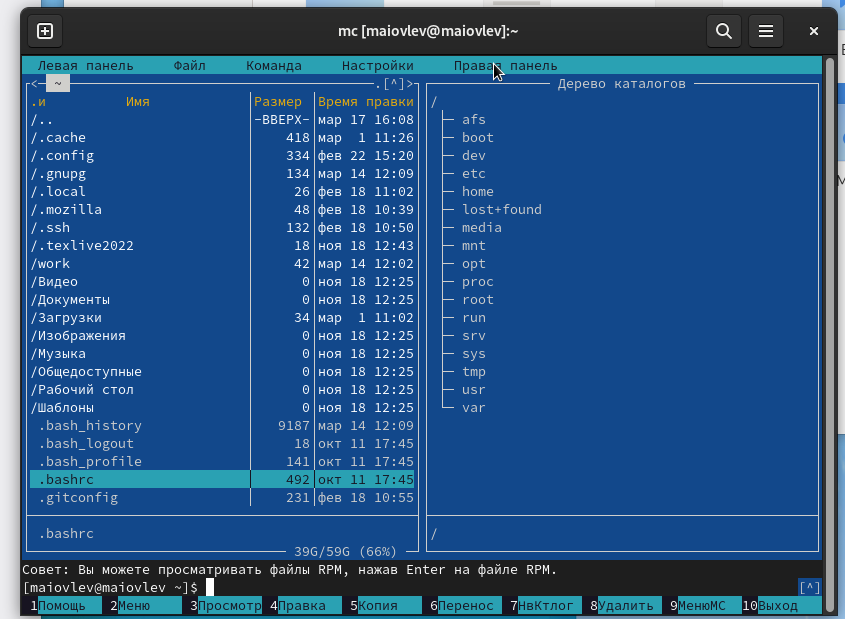 mc [maiovlev@maiovlev]:~
Левая панель Файл Команда Настройки Правая панель
<─ ~ ─.[^]>
Дерево каталогов
.и Имя Размер Время правки
/.. -ВВЕРХ- мар 17 16:08
/.cache 418 мар 1 11:26
/.config 334 фев 22 15:20
/.gnupg 134 мар 14 12:09
/.local 26 фев 18 11:02
/.mozilla 48 фев 18 10:39
/.ssh 132 фев 18 10:50
/.texlive2022 18 ноя 18 12:43
/work 42 мар 14 12:02
/Видео 0 ноя 18 12:25
/Документы 0 ноя 18 12:25
/Загрузки 34 мар 1 11:02
/Изображения 0 ноя 18 12:25
/Музыка 0 ноя 18 12:25
/Общедоступные 0 ноя 18 12:25
/Рабочий стол 0 ноя 18 12:25
/Шаблоны 0 ноя 18 12:25
.bash_history 9187 мар 14 12:09
.bash_logout 18 окт 11 17:45
.bash_profile 141 окт 11 17:45
.bashrc 492 окт 11 17:45
.gitconfig 231 фев 18 10:55
.bashrc
39G/59G (66%)
/
afs
boot
dev
etc
home
lost+found
media
mnt
opt
proc
root
run
srv
sys
tmp
usr
var
/
Совет: Вы можете просматривать файлы RPM, нажав Enter на файле RPM.
[maiovlev@maiovlev ~]$ [^]
1Помощь 2Меню 3Просмотр 4Правка 5Копия 6Перенос 7НвКтлог 8Удалить 9МенюМС 10Выход